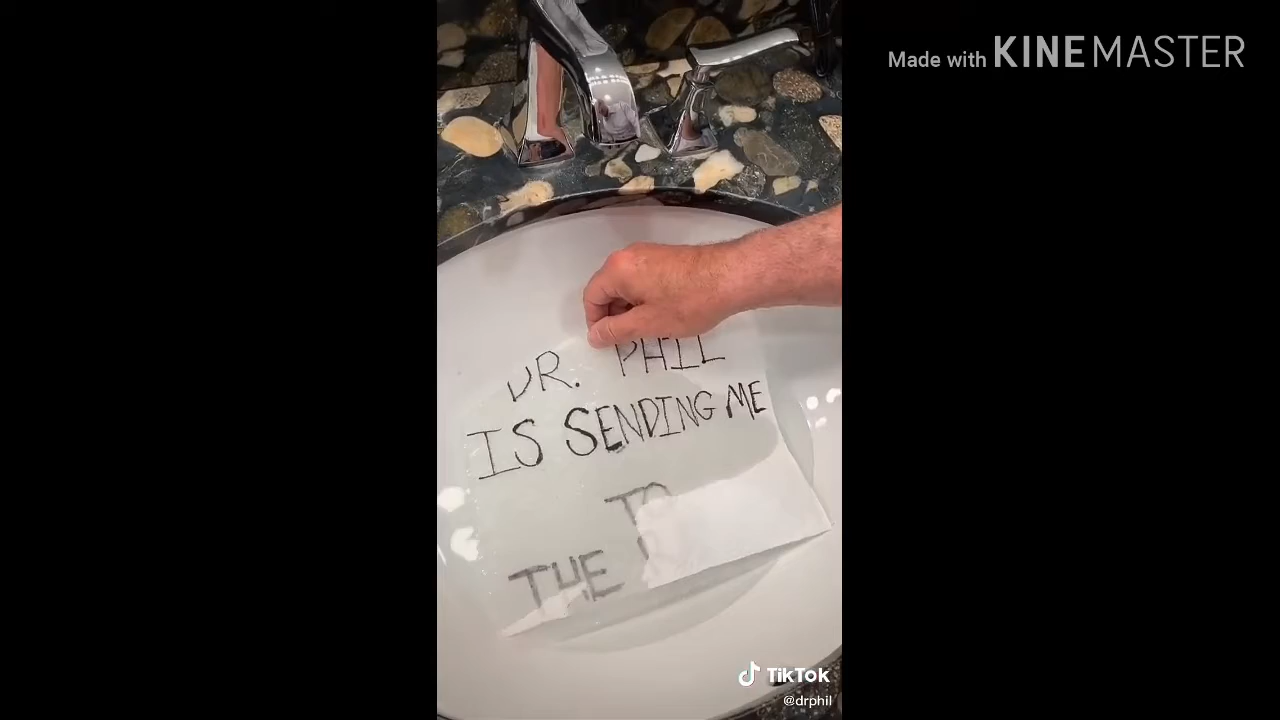 Made with KINEMASTER
DR. PHIL
IS SENDING ME
TO
THE
TikTok
@drphil